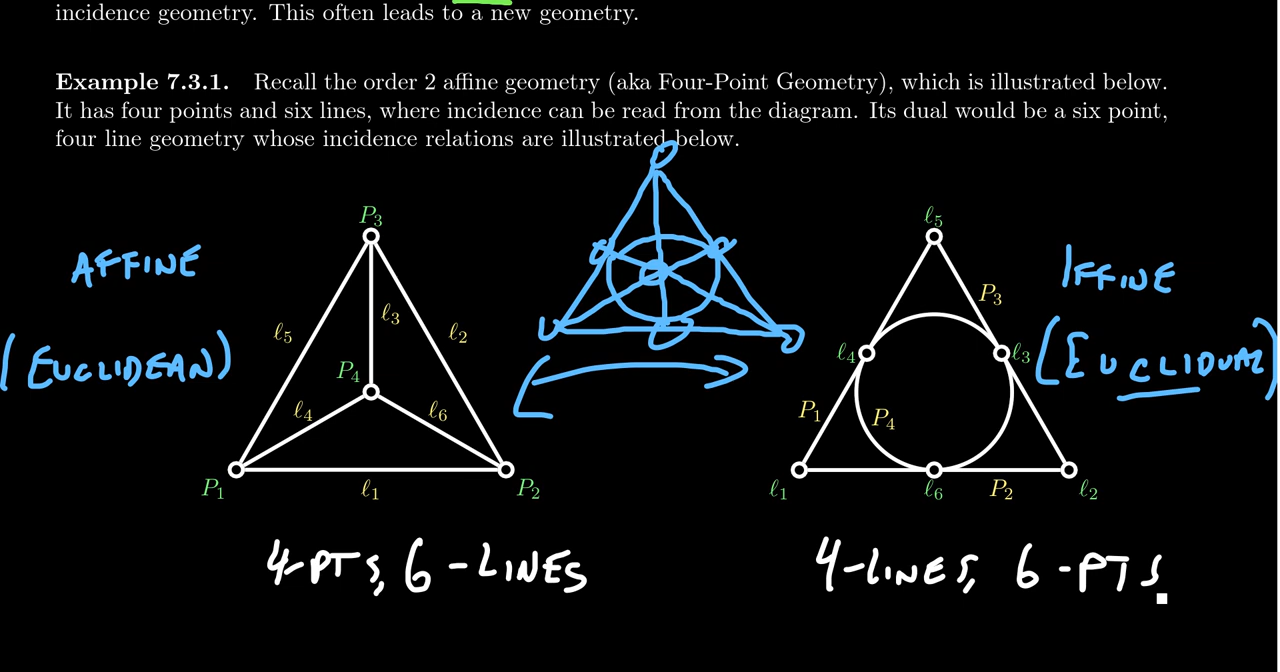 incidence geometry. This often leads to a new geometry.
Example 7.3.1. Recall the order 2 affine geometry (aka Four-Point Geometry), which is illustrated below.
It has four points and six lines, where incidence can be read from the diagram. Its dual would be a six point,
four line geometry whose incidence relations are illustrated below.
AFFINE
(EUCLIDEAN)
P₃
ℓ₅
ℓ₃
ℓ₂
P₄
ℓ₄
ℓ₆
P₁
ℓ₁
P₂
4-PTS, 6-LINES
IFFINE
(EUCLIDUAL)
ℓ₅
P₃
ℓ₄
ℓ₃
P₁
P₄
ℓ₁
ℓ₆
P₂
ℓ₂
4-LINES, 6-PTS.